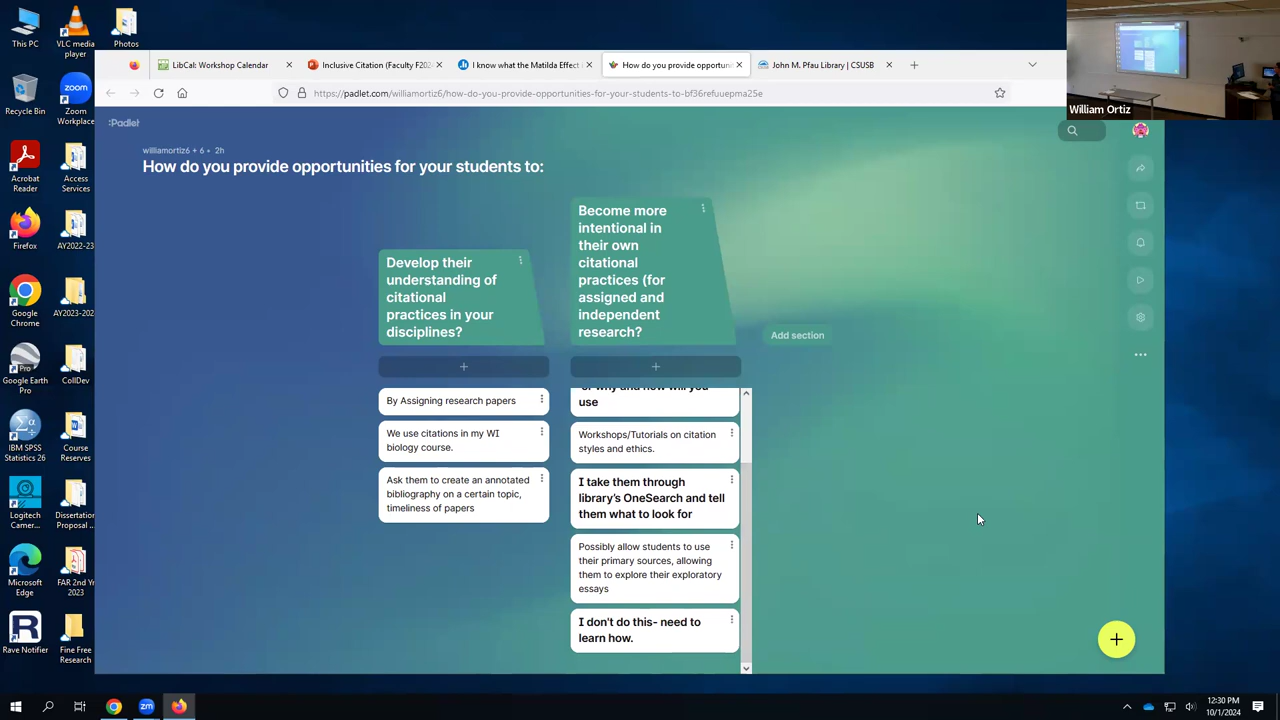 This PC
VLC media
player
Photos
Recycle Bin
zoom
Zoom
Workplace
Acrobat
Reader
Access
Services
Firefox
AY2022-23
Google
Chrome
AY2023-202
Pro
Google Earth
Pro
CollDev
IBM SPSS
Statistics 26
Course
Reserves
Logitech
Camer...
Dissertation
Proposal ...
Microsoft
Edge
FAR 2nd Yr
2023
Rave Notifier
Fine Free
Research
LibCal: Workshop Calendar
Inclusive Citation (Faculty F202
I know what the Matilda Effect i
How do you provide opportuni
John M. Pfau Library | CSUSB
https://padlet.com/williamortiz6/how-do-you-provide-opportunities-for-your-students-to-bf36refuuepma25e
William Ortiz
:Padlet
williamortiz6 + 6 • 2h
How do you provide opportunities for your students to:
Develop their
understanding of
citational
practices in your
disciplines?
By Assigning research papers
We use citations in my WI
biology course.
Ask them to create an annotated
bibliography on a certain topic,
timeliness of papers
Become more
intentional in
their own
citational
practices (for
assigned and
independent
research?
or why and how will you
use
Workshops/Tutorials on citation
styles and ethics.
I take them through
library's OneSearch and tell
them what to look for
Possibly allow students to use
their primary sources, allowing
them to explore their exploratory
essays
I don't do this- need to
learn how.
Add section
zm
12:30 PM
10/1/2024